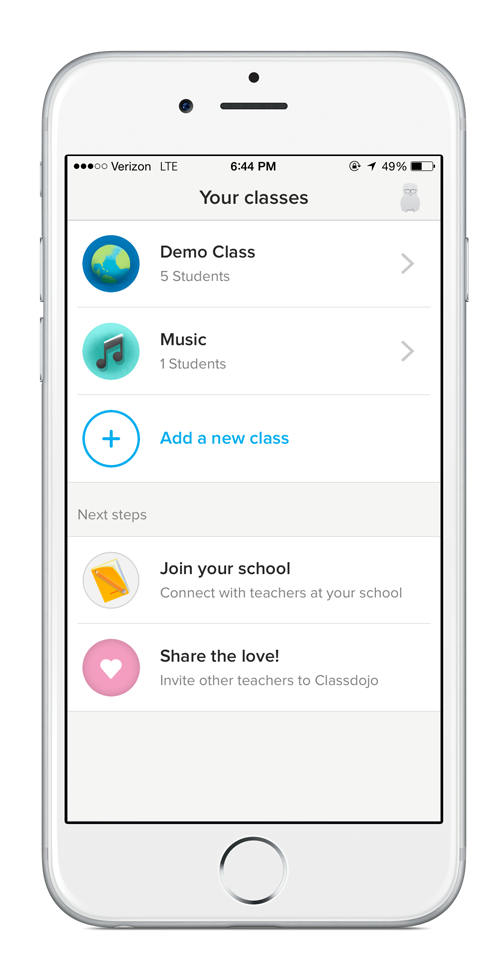 Verizon LTE 6:44 PM 49%
Your classes
Demo Class
5 Students
Music
1 Students
Add a new class
Next steps
Join your school
Connect with teachers at your school
Share the love!
Invite other teachers to Classdojo